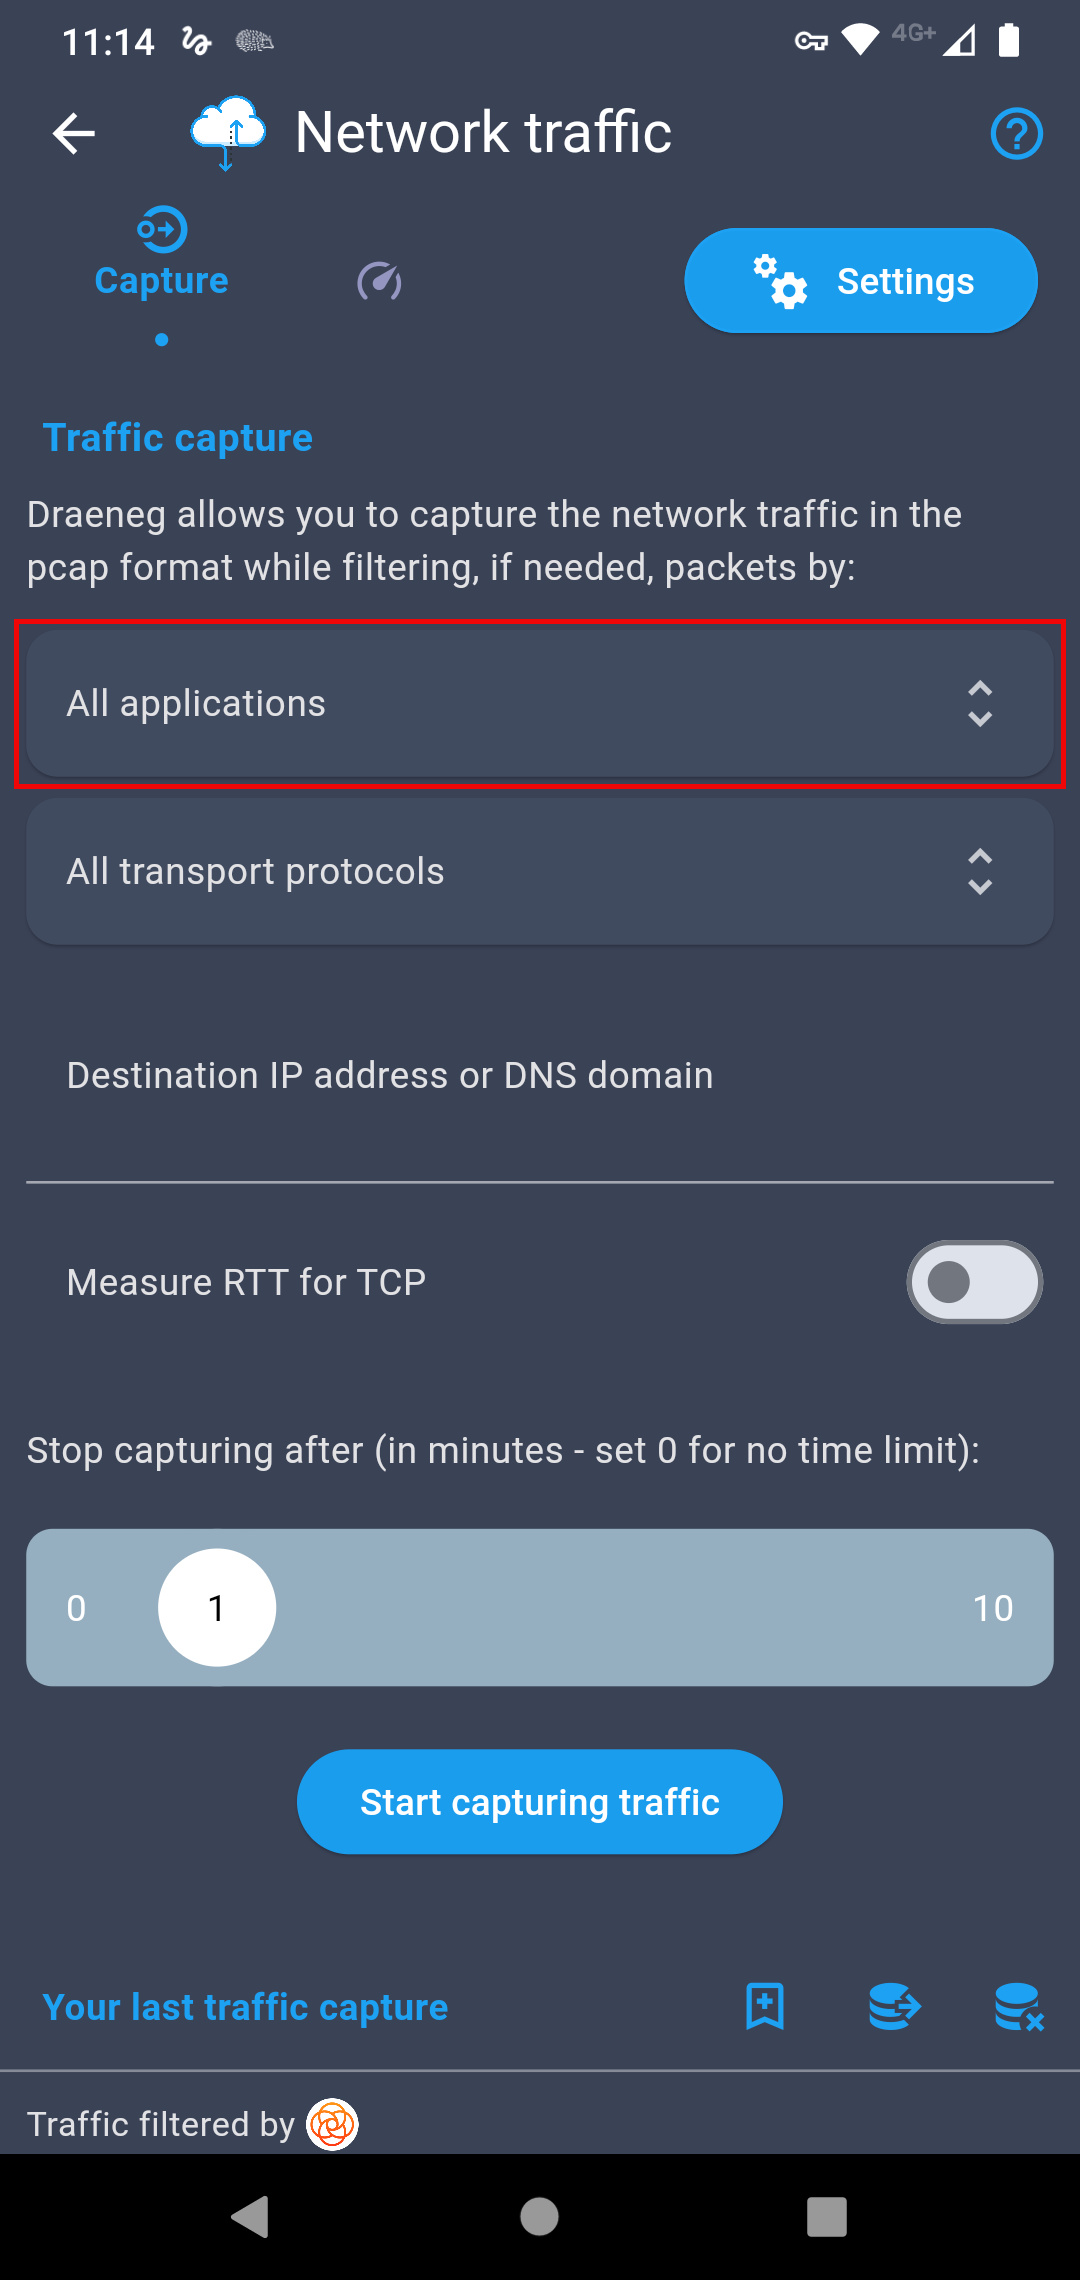 11:14
4G+
Network traffic
Capture
Settings
Traffic capture
Draeneg allows you to capture the network traffic in the
pcap format while filtering, if needed, packets by:
All applications
All transport protocols
Destination IP address or DNS domain
Measure RTT for TCP
Stop capturing after (in minutes - set 0 for no time limit):
0 1 10
Start capturing traffic
Your last traffic capture
Traffic filtered by